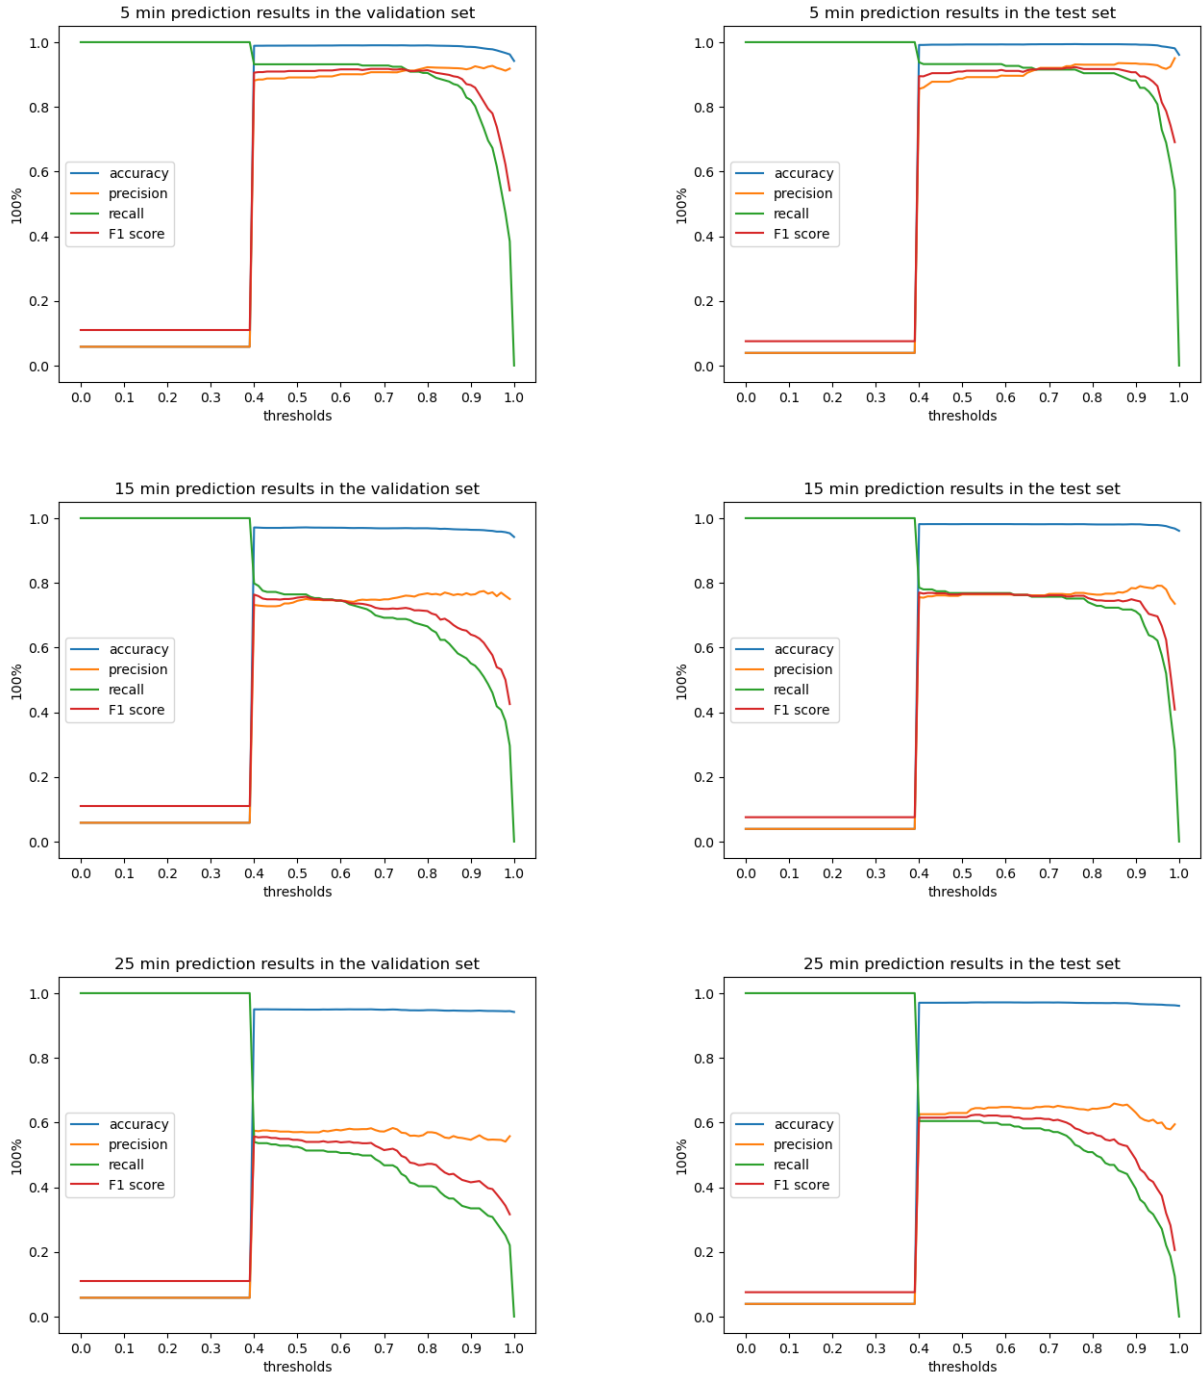 5 min prediction results in the validation set
1.0
0.8
0.6
0.4
0.2
0.0
100%
accuracy
precision
recall
F1 score
0.0 0.1 0.2 0.3 0.4 0.5 0.6 0.7 0.8 0.9 1.0
thresholds
5 min prediction results in the test set
1.0
0.8
0.6
0.4
0.2
0.0
100%
accuracy
precision
recall
F1 score
0.0 0.1 0.2 0.3 0.4 0.5 0.6 0.7 0.8 0.9 1.0
thresholds
15 min prediction results in the validation set
1.0
0.8
0.6
0.4
0.2
0.0
100%
accuracy
precision
recall
F1 score
0.0 0.1 0.2 0.3 0.4 0.5 0.6 0.7 0.8 0.9 1.0
thresholds
15 min prediction results in the test set
1.0
0.8
0.6
0.4
0.2
0.0
100%
accuracy
precision
recall
F1 score
0.0 0.1 0.2 0.3 0.4 0.5 0.6 0.7 0.8 0.9 1.0
thresholds
25 min prediction results in the validation set
1.0
0.8
0.6
0.4
0.2
0.0
100%
accuracy
precision
recall
F1 score
0.0 0.1 0.2 0.3 0.4 0.5 0.6 0.7 0.8 0.9 1.0
thresholds
25 min prediction results in the test set
1.0
0.8
0.6
0.4
0.2
0.0
100%
accuracy
precision
recall
F1 score
0.0 0.1 0.2 0.3 0.4 0.5 0.6 0.7 0.8 0.9 1.0
thresholds